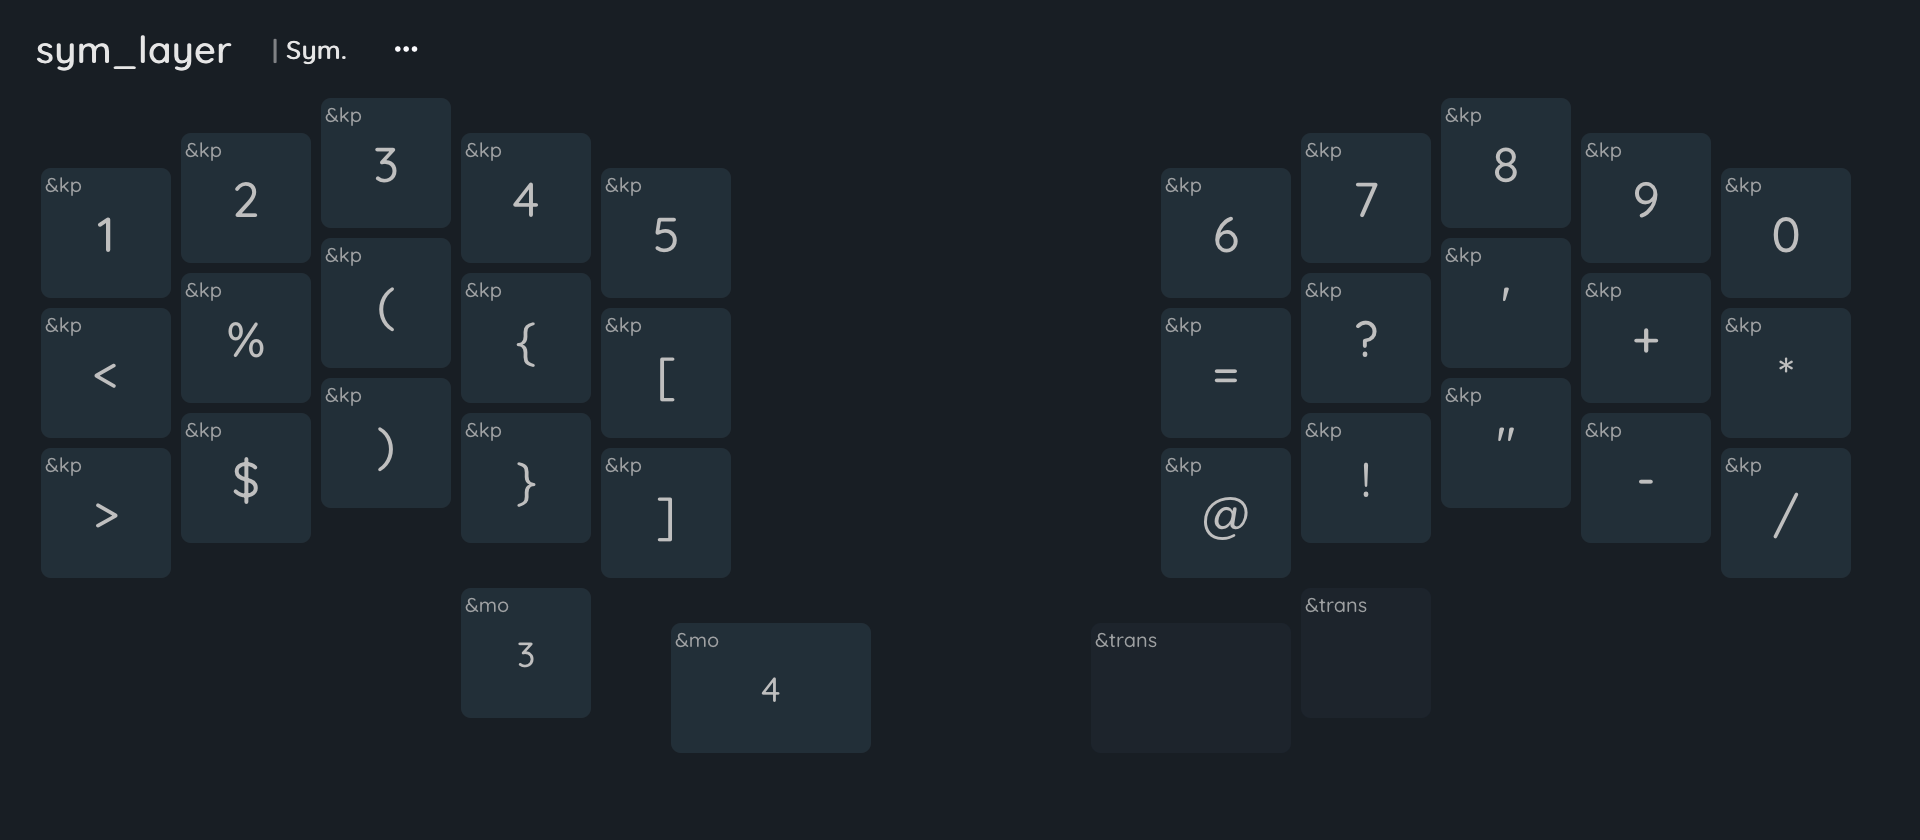 sym_layer | Sym. •••
&kp 1 &kp 2 &kp 3 &kp 4 &kp 5 &kp 6 &kp 7 &kp 8 &kp 9 &kp 0
&kp < &kp % &kp ( &kp { &kp [ &kp = &kp ? &kp ' &kp + &kp *
&kp > &kp $ &kp ) &kp } &kp ] &kp @ &kp ! &kp " &kp - &kp /
&mo 3 &mo 4 &trans &trans